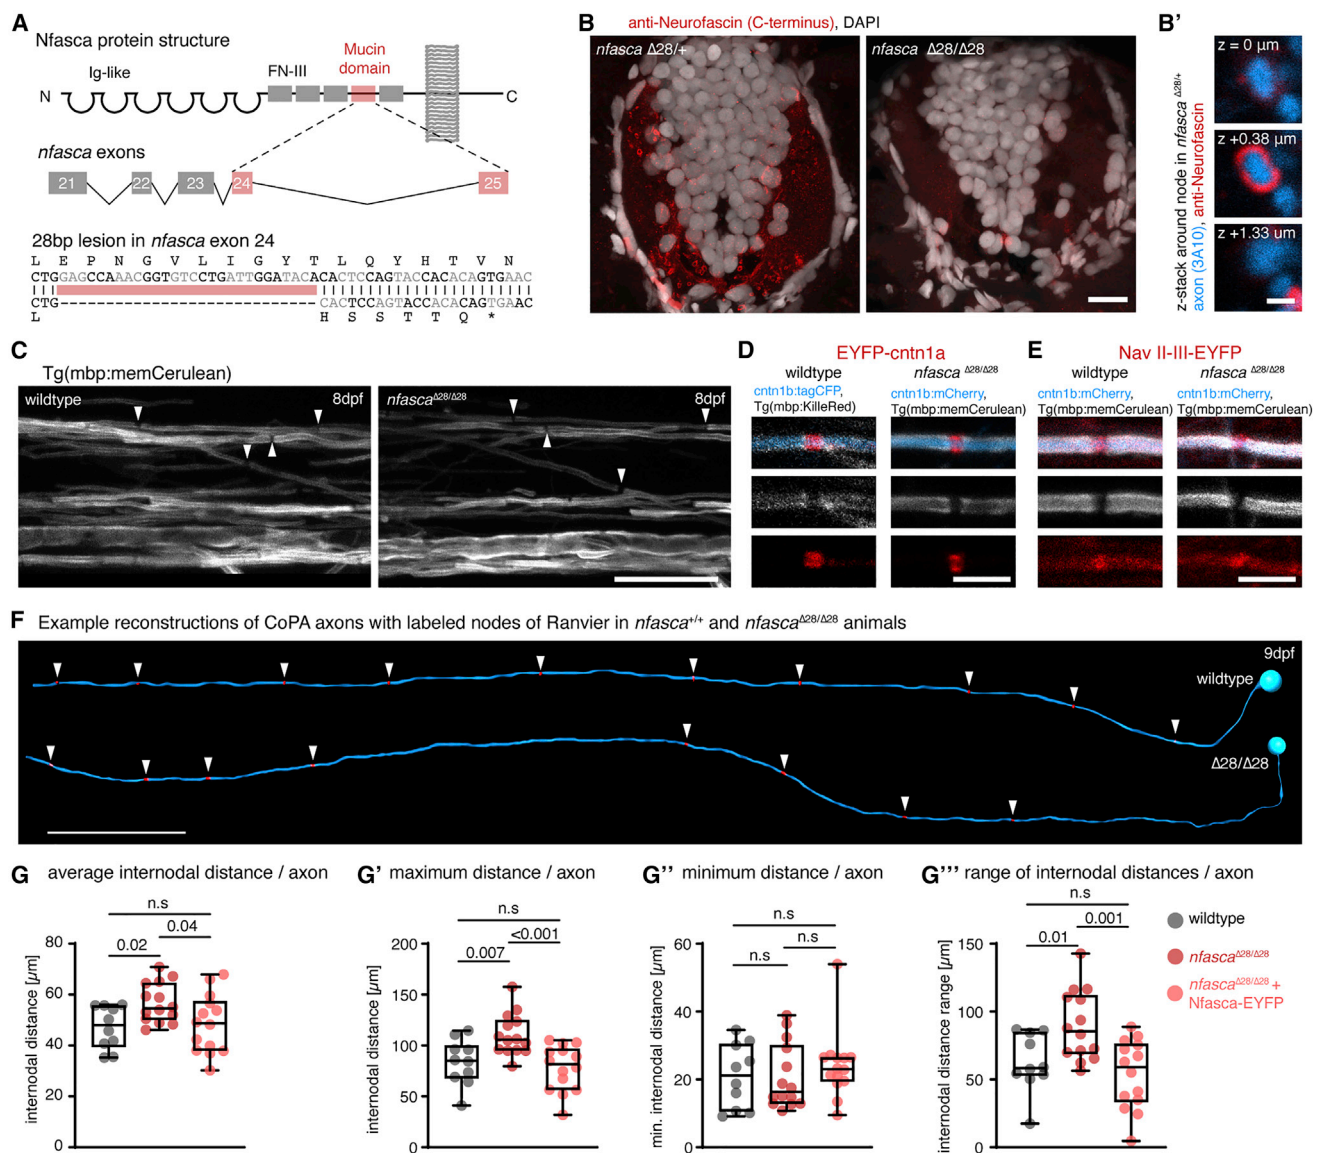 A
Nfasca protein structure
Ig-like
FN-III
Mucin
domain
N
C
nfasca exons
21
22
23
24
25
28bp lesion in nfasca exon 24
L E P N G V L I G Y T L Q Y H T V N
CTGGAGCCAAACGGTGTCCTGATTGGATACACACTCCAGTACCACACAGTGAAC
CTG----------------------------CACTCCAGTACCACACAGTGAAC
L H S S T T Q *
B
anti-Neurofascin (C-terminus), DAPI
nfasca Δ28/+
nfasca Δ28/Δ28
B'
z-stack around node in nfasca Δ28/+
axon (3A10), anti-Neurofascin
z = 0 µm
z +0.38 µm
z +1.33 um
C
Tg(mbp:memCerulean)
wildtype
8dpf
nfasca Δ28/Δ28
8dpf
D
EYFP-cntn1a
wildtype
cntn1b:tagCFP,
Tg(mbp:KilleRed)
nfasca Δ28/Δ28
cntn1b:mCherry,
Tg(mbp:memCerulean)
E
Nav II-III-EYFP
wildtype
cntn1b:mCherry,
Tg(mbp:memCerulean)
nfasca Δ28/Δ28
cntn1b:mCherry,
Tg(mbp:memCerulean)
F Example reconstructions of CoPA axons with labeled nodes of Ranvier in nfasca+/+ and nfascaΔ28/Δ28 animals
9dpf
wildtype
Δ28/Δ28
G average internodal distance / axon
n.s
0.04
0.02
internodal distance [µm]
80
60
40
20
0
G' maximum distance / axon
n.s
<0.001
0.007
internodal distance [µm]
200
150
100
50
0
G'' minimum distance / axon
n.s
n.s
n.s
min. internodal distance [µm]
60
40
20
0
G''' range of internodal distances / axon
n.s
0.001
0.01
internodal distance range [µm]
150
100
50
0
wildtype
nfascaΔ28/Δ28
nfascaΔ28/Δ28 +
Nfasca-EYFP